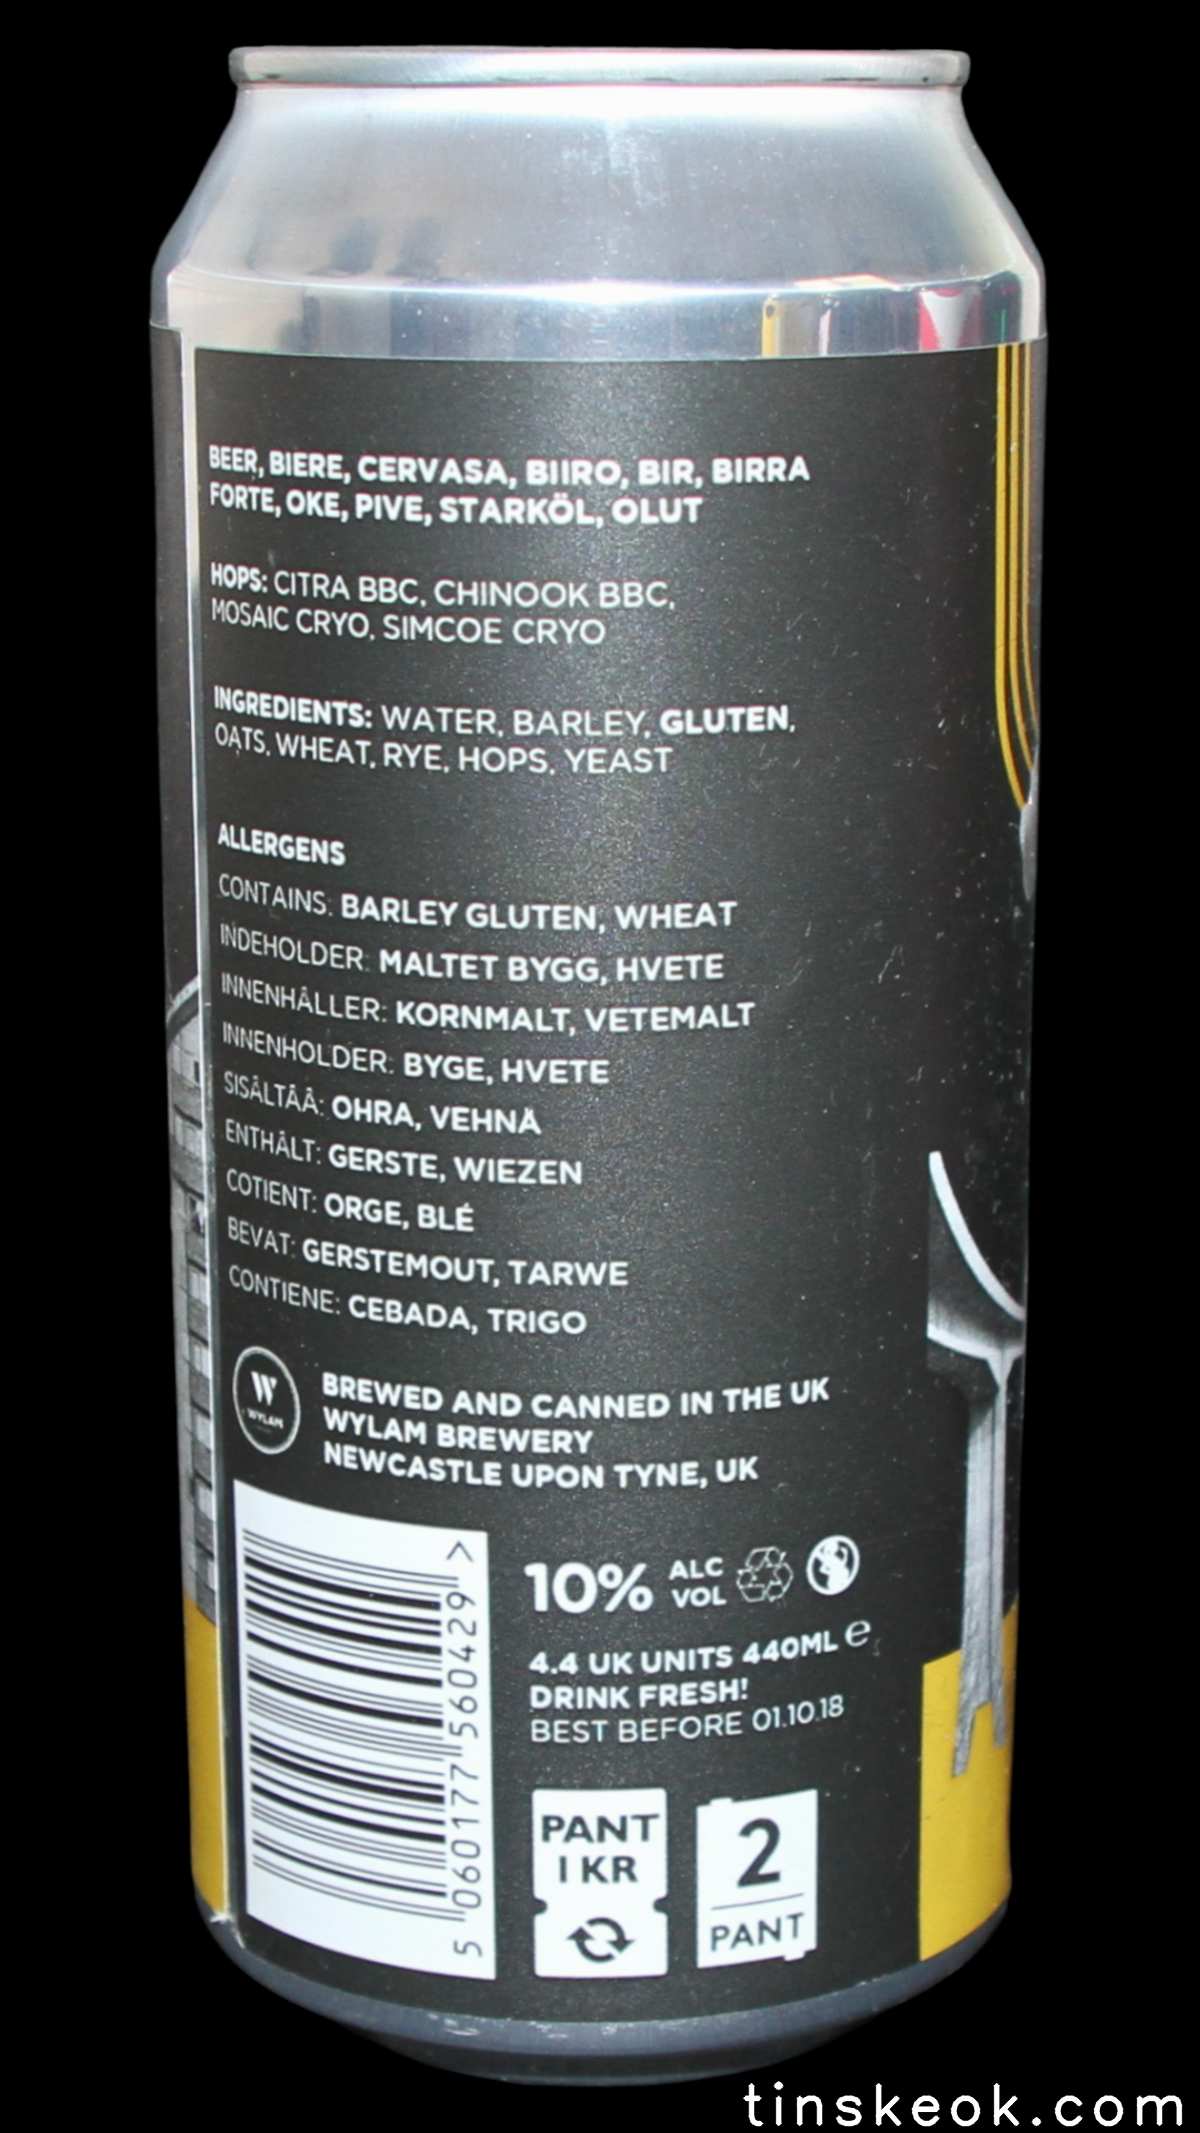 BEER, BIERE, CERVASA, BIIRO, BIR, BIRRA
FORTE, OKE, PIVE, STARKÖL, OLUT
HOPS: CITRA BBC, CHINOOK BBC,
MOSAIC CRYO, SIMCOE CRYO
INGREDIENTS: WATER, BARLEY, GLUTEN,
OATS, WHEAT, RYE, HOPS, YEAST
ALLERGENS
CONTAINS: BARLEY GLUTEN, WHEAT
INDEHOLDER: MALTET BYGG, HVETE
INNENHÅLLER: KORNMALT, VETEMALT
INNENHOLDER: BYGE, HVETE
SISÅLTÅÅ: OHRA, VEHNÅ
ENTHÅLT: GERSTE, WIEZEN
COTIENT: ORGE, BLÉ
BEVAT: GERSTEMOUT, TARWE
CONTIENE: CEBADA, TRIGO
W
WYLAM
BREWED AND CANNED IN THE UK
WYLAM BREWERY
NEWCASTLE UPON TYNE, UK
5 060177 560429 >
10% ALC
VOL
4.4 UK UNITS 440ML e
DRINK FRESH!
BEST BEFORE 01.10.18
PANT
1 KR
2
PANT
tinskeok.com